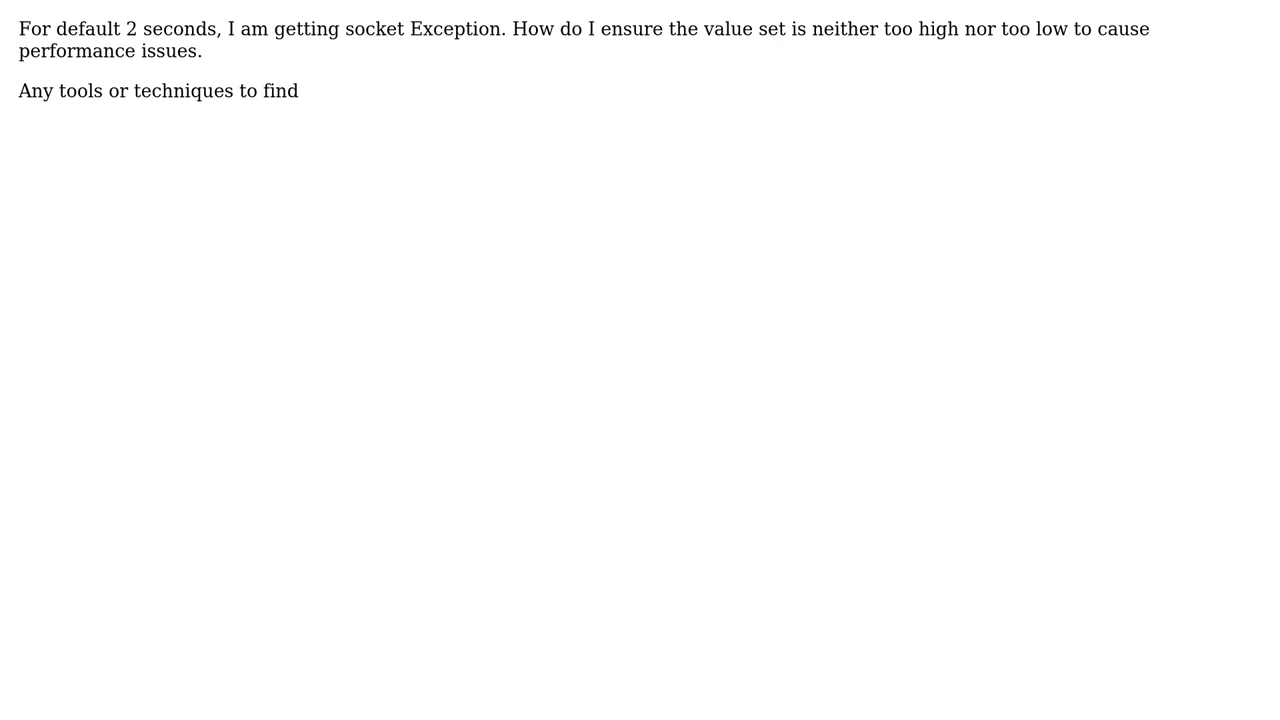 For default 2 seconds, I am getting socket Exception. How do I ensure the value set is neither too high nor too low to cause
performance issues.
Any tools or techniques to find